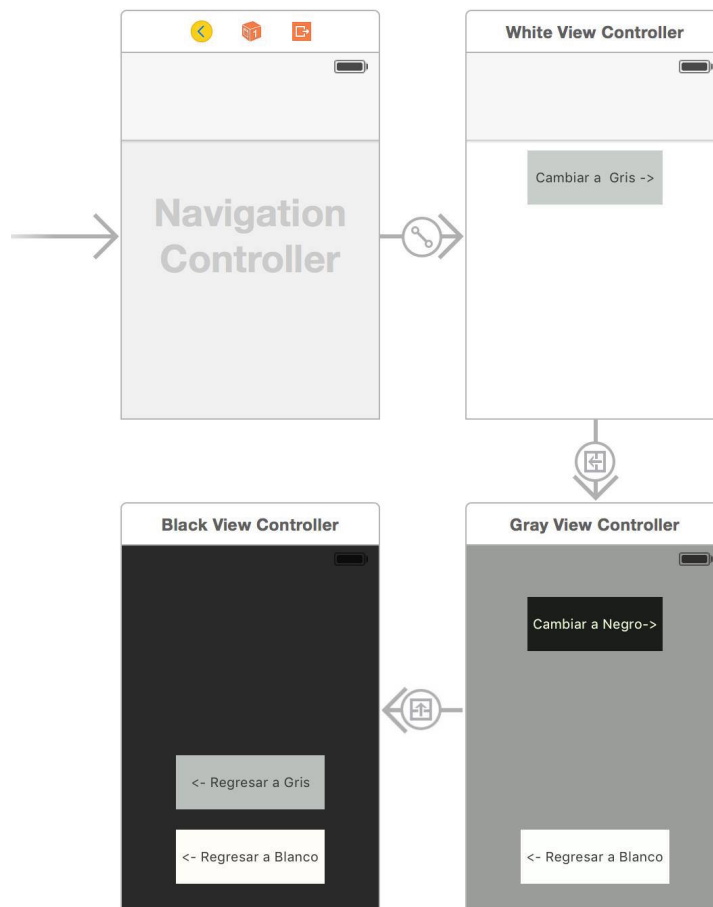 White View Controller
Navigation
Controller
Cambiar a  Gris ->
Black View Controller
<- Regresar a Gris
<- Regresar a Blanco
Gray View Controller
Cambiar a Negro->
<- Regresar a Blanco